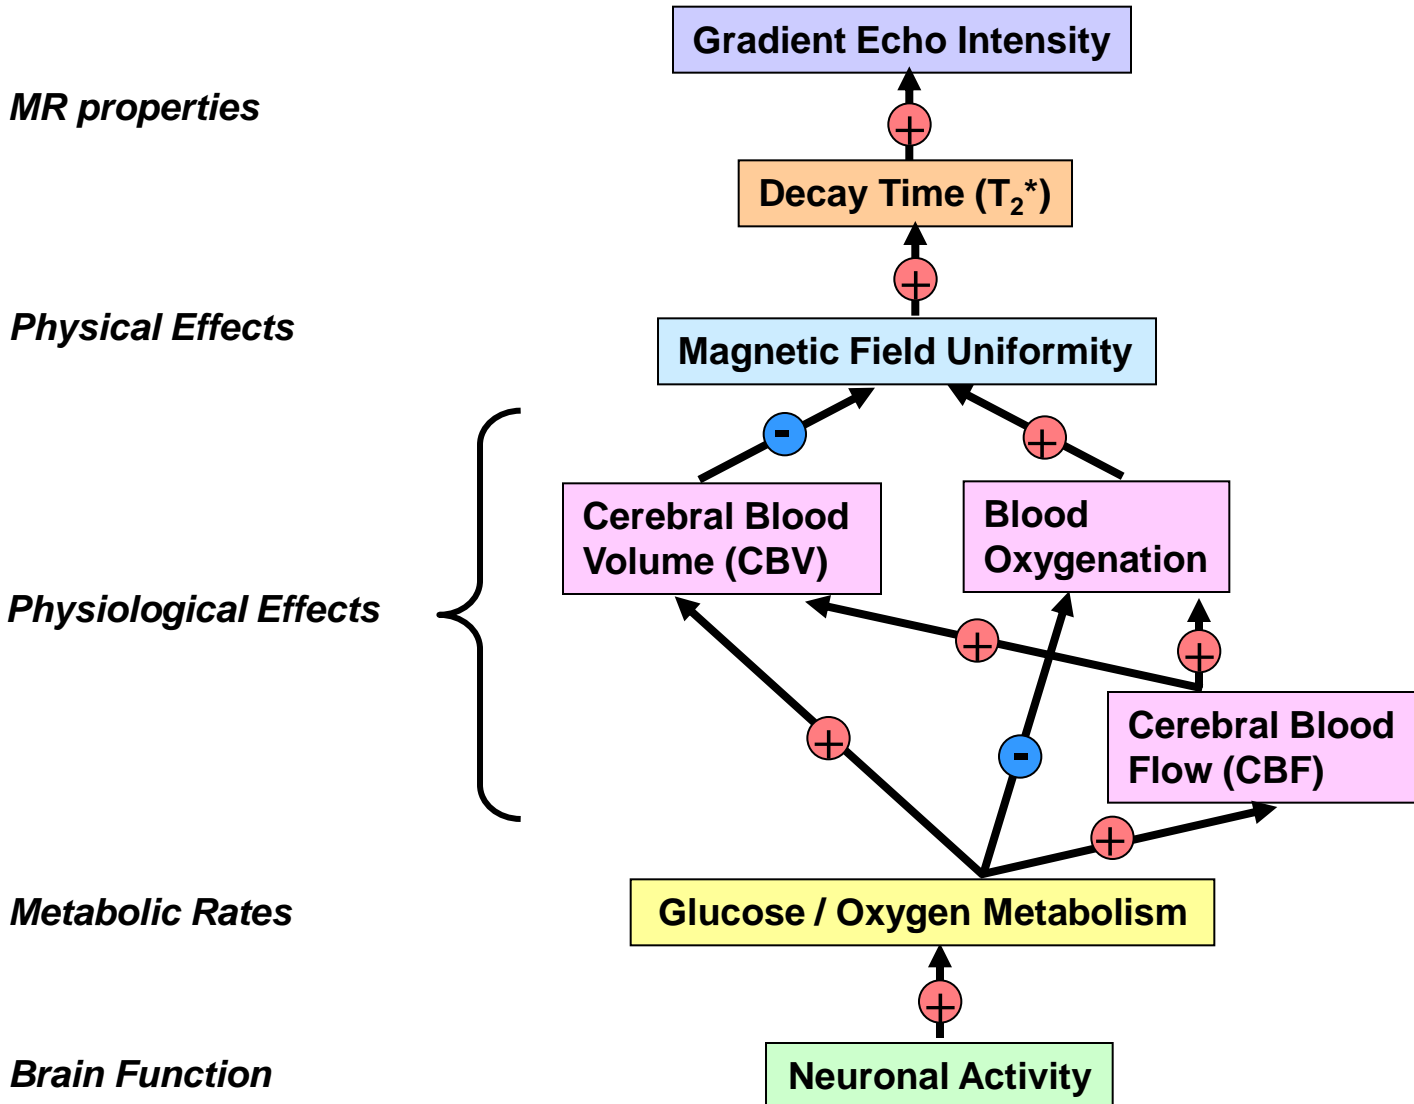 Gradient Echo Intensity
MR properties
+
Decay Time (T₂*)
+
Physical Effects
Magnetic Field Uniformity
-
+
Cerebral Blood
Volume (CBV)
Blood
Oxygenation
Physiological Effects
+
+
Cerebral Blood
Flow (CBF)
+
-
+
Metabolic Rates
Glucose / Oxygen Metabolism
+
Brain Function
Neuronal Activity